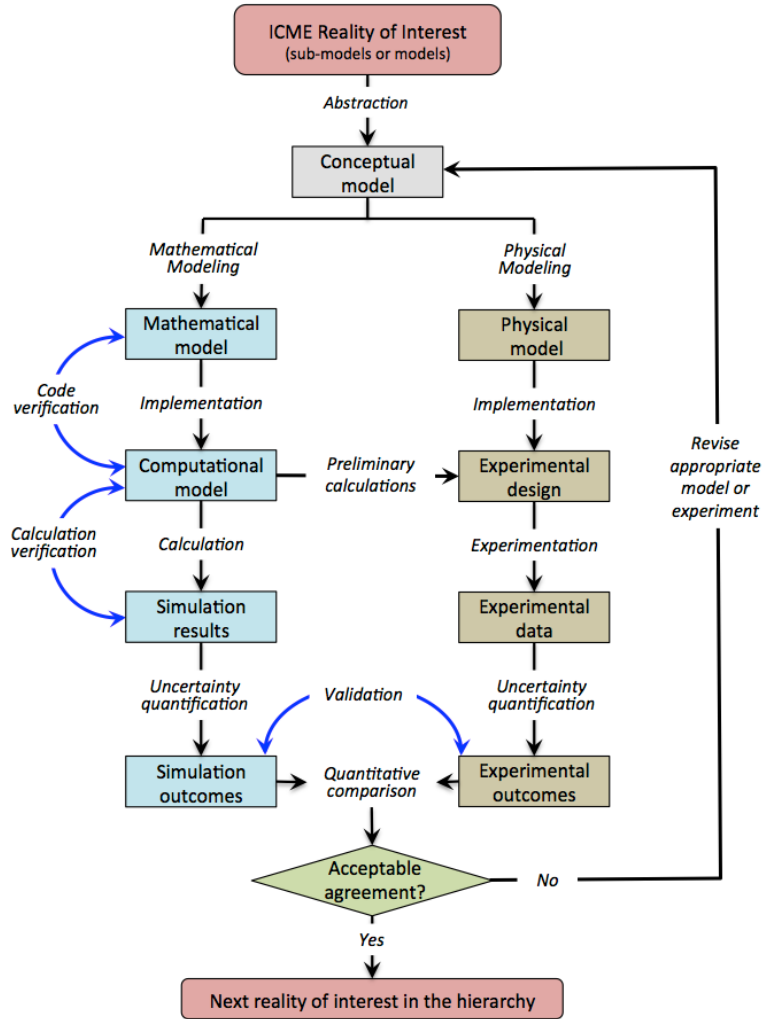 ICME Reality of Interest
(sub-models or models)
Abstraction
Conceptual
model
Mathematical
Modeling
Physical
Modeling
Mathematical
model
Physical
model
Code
verification
Implementation
Implementation
Computational
model
Preliminary
calculations
Experimental
design
Revise
appropriate
model or
experiment
Calculation
verification
Calculation
Experimentation
Simulation
results
Experimental
data
Uncertainty
quantification
Validation
Uncertainty
quantification
Simulation
outcomes
Quantitative
comparison
Experimental
outcomes
Acceptable
agreement?
No
Yes
Next reality of interest in the hierarchy